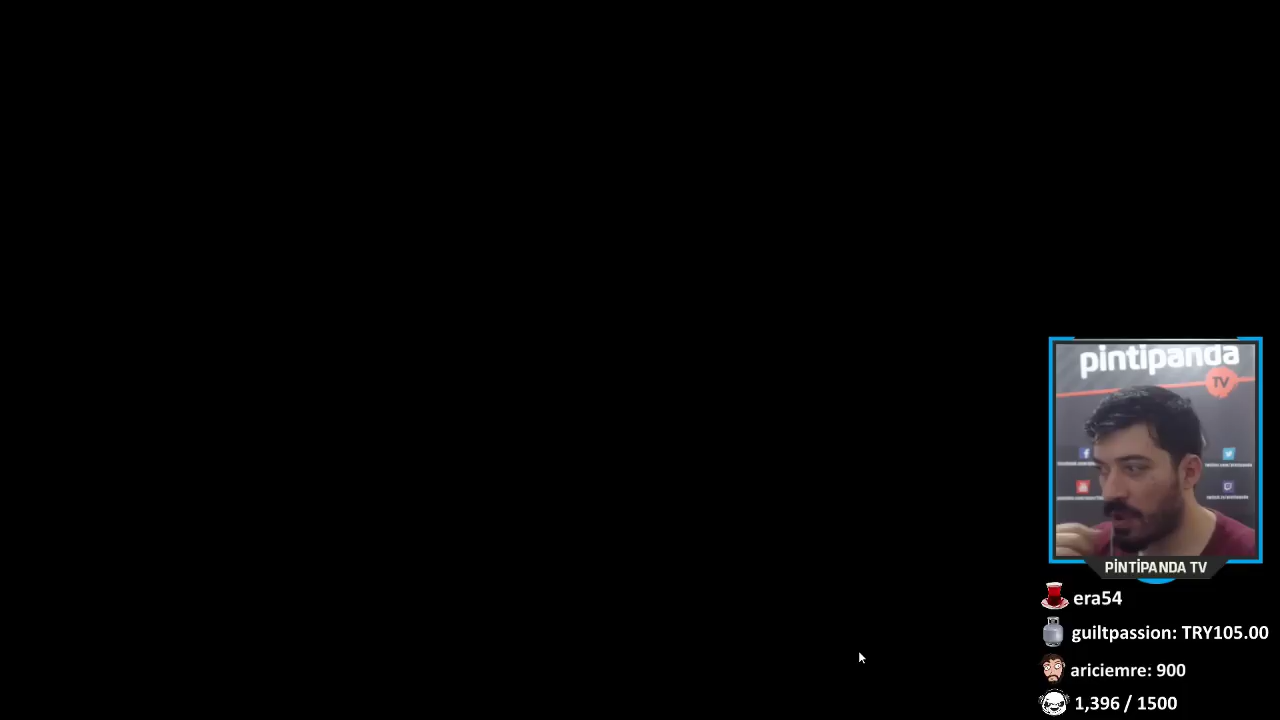 pintipanda
TV
PİNTİPANDA TV
era54
guiltpassion: TRY105.00
ariciemre: 900
1,396 / 1500